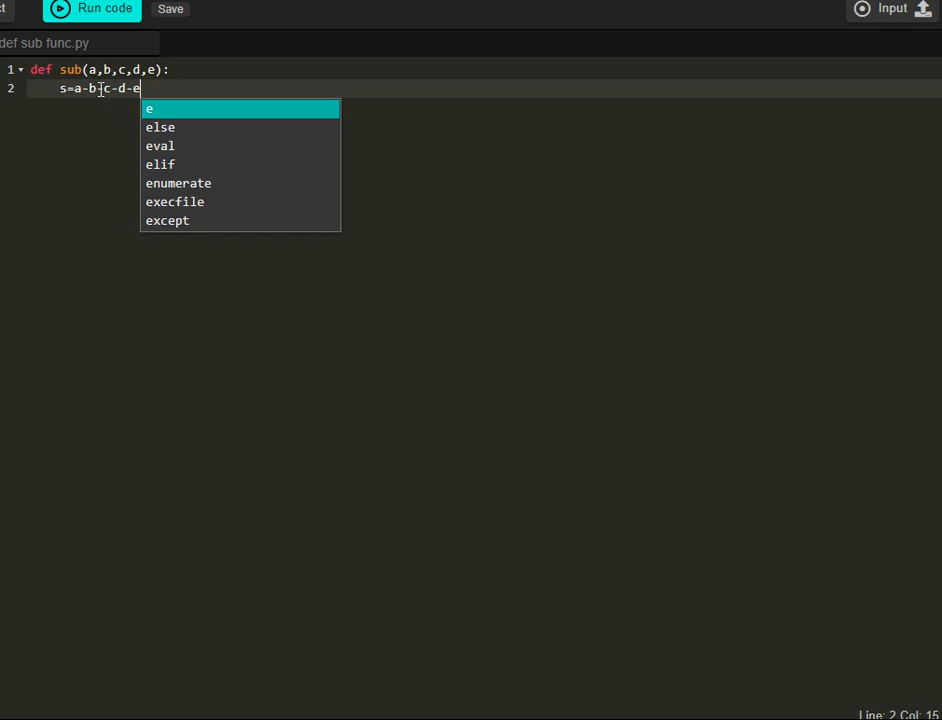 ct Run code Save Input
def sub func.py
1 def sub(a,b,c,d,e):
2 s=a-b-c-d-e
e
else
eval
elif
enumerate
execfile
except
Line: 2 Col: 15